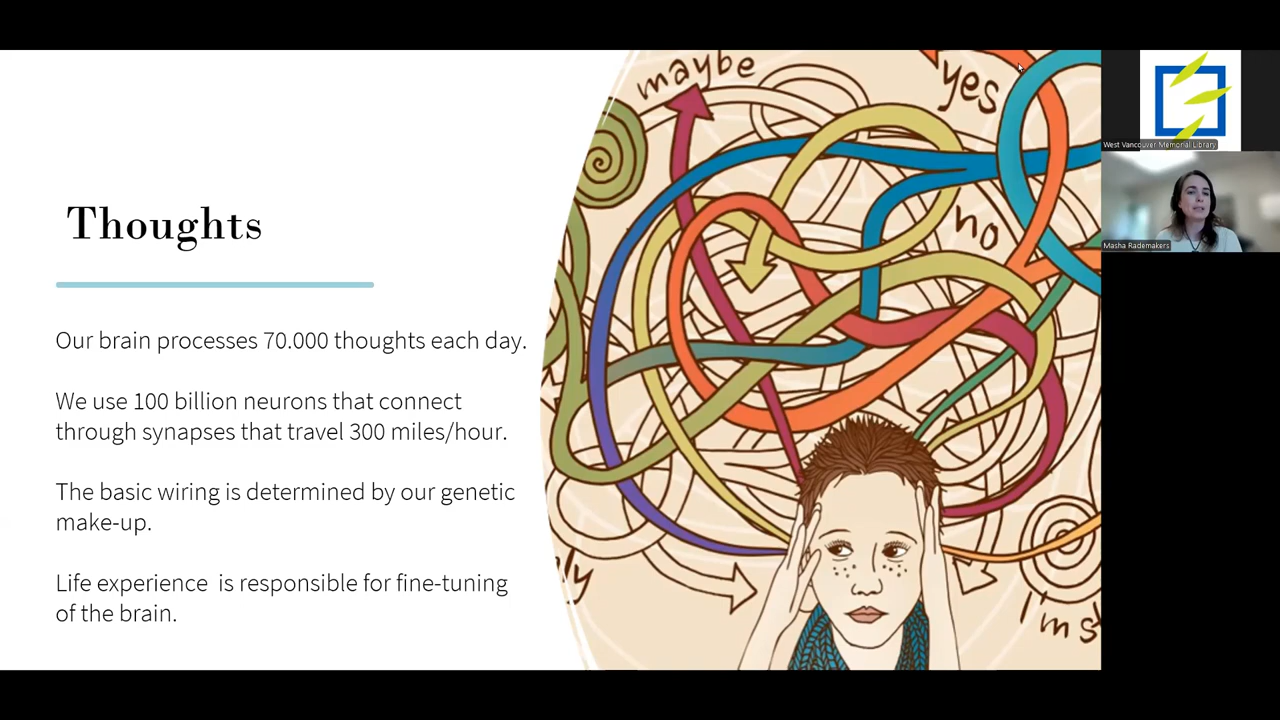 Thoughts
Our brain processes 70.000 thoughts each day.
We use 100 billion neurons that connect
through synapses that travel 300 miles/hour.
The basic wiring is determined by our genetic
make-up.
Life experience is responsible for fine-tuning
of the brain.
maybe
yes
no
I'm s
West Vancouver Memorial Library
Masha Rademakers